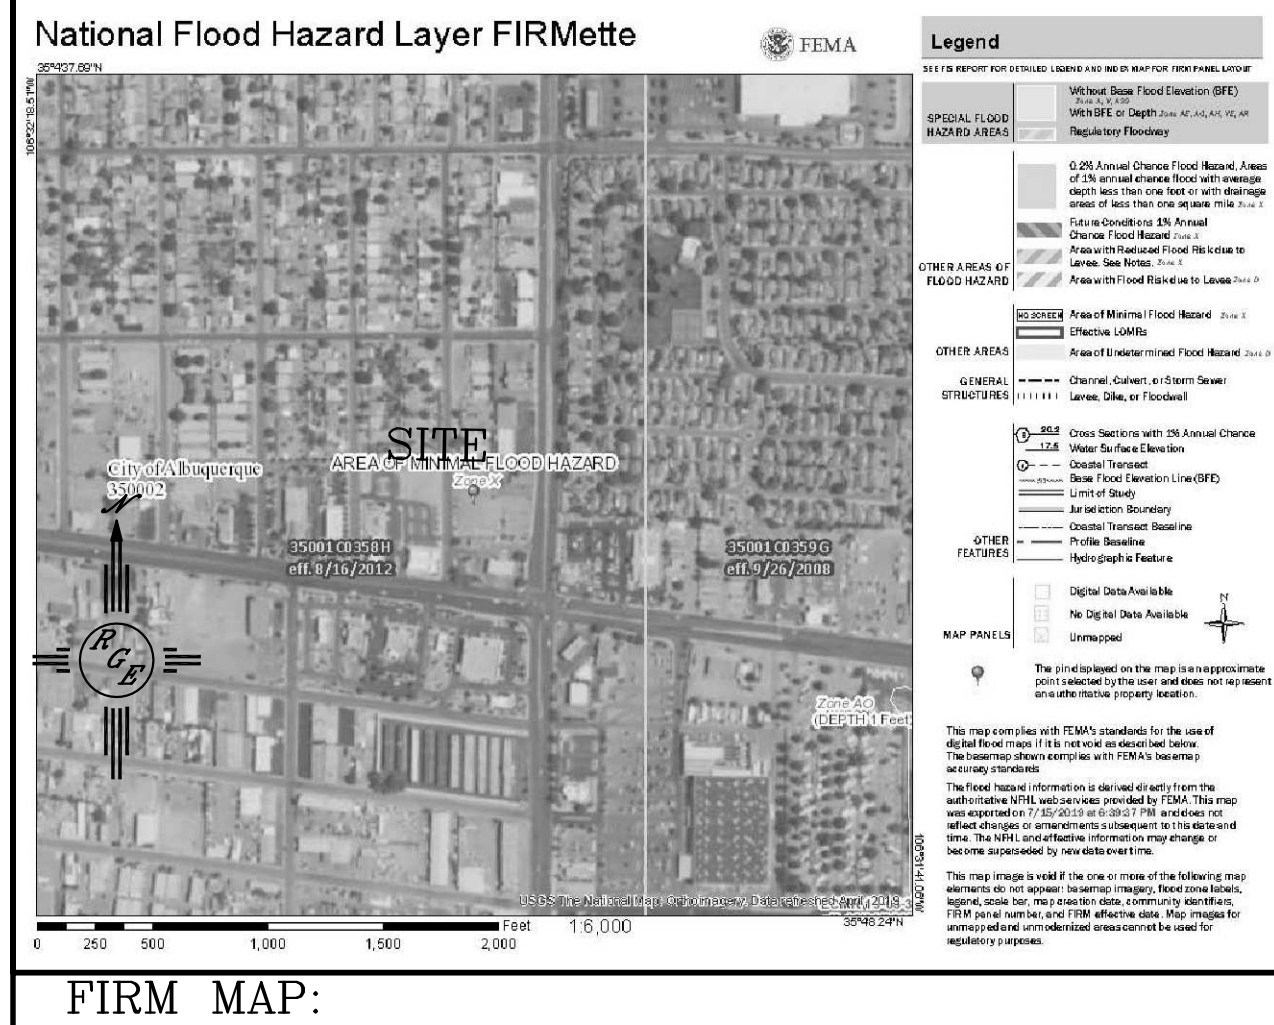 National Flood Hazard Layer FIRMette
FEMA
Legend
SEE FIS REPORT FOR DETAILED LEGEND AND INDEX MAP FOR FIRM PANEL LAYOUT
SPECIAL FLOOD
HAZARD AREAS
Without Base Flood Elevation (BFE)
Zone A, V, A99
With BFE or Depth Zone AE, AO, AH, VE, AR
Regulatory Floodway
0.2% Annual Chance Flood Hazard, Areas
of 1% annual chance flood with average
depth less than one foot or with drainage
areas of less than one square mile Zone X
Future Conditions 1% Annual
Chance Flood Hazard Zone X
Area with Reduced Flood Risk due to
Levee. See Notes. Zone X
Area with Flood Risk due to Levee Zone D
OTHER AREAS OF
FLOOD HAZARD
NO SCREEN Area of Minimal Flood Hazard Zone X
Effective LOMRs
Area of Undetermined Flood Hazard Zone D
OTHER AREAS
GENERAL
STRUCTURES
Channel, Culvert, or Storm Sewer
Levee, Dike, or Floodwall
20.2 Cross Sections with 1% Annual Chance
17.5 Water Surface Elevation
Coastal Transect
Base Flood Elevation Line (BFE)
Limit of Study
Jurisdiction Boundary
Coastal Transect Baseline
Profile Baseline
Hydrographic Feature
OTHER
FEATURES
Digital Data Available
No Digital Data Available
Unmapped
MAP PANELS
N
The pin displayed on the map is an approximate
point selected by the user and does not represent
an authoritative property location.
This map complies with FEMA's standards for the use of
digital flood maps if it is not void as described below.
The basemap shown complies with FEMA's basemap
accuracy standards
The flood hazard information is derived directly from the
authoritative NFHL web services provided by FEMA. This map
was exported on 7/15/2019 at 6:39:37 PM and does not
reflect changes or amendments subsequent to this date and
time. The NFHL and effective information may change or
become superseded by new data over time.
This map image is void if the one or more of the following map
elements do not appear: basemap imagery, flood zone labels,
legend, scale bar, map creation date, community identifiers,
FIRM panel number, and FIRM effective date. Map images for
unmapped and unmodernized areas cannot be used for
regulatory purposes.
35°4'37.69"N
106°32'18.51"W
SITE
AREA OF MINIMAL FLOOD HAZARD
Zone X
City of Albuquerque
350002
N
35001C0358H
eff. 8/16/2012
35001C0359G
eff. 9/26/2008
RGE
Zone AO
(DEPTH 1 Feet
USGS The National Map: Orthoimagery. Data refreshed April, 2019.
106°31'41.06"W
35°4'8.24"N
Feet
1:6,000
0 250 500 1,000 1,500 2,000
FIRM MAP: